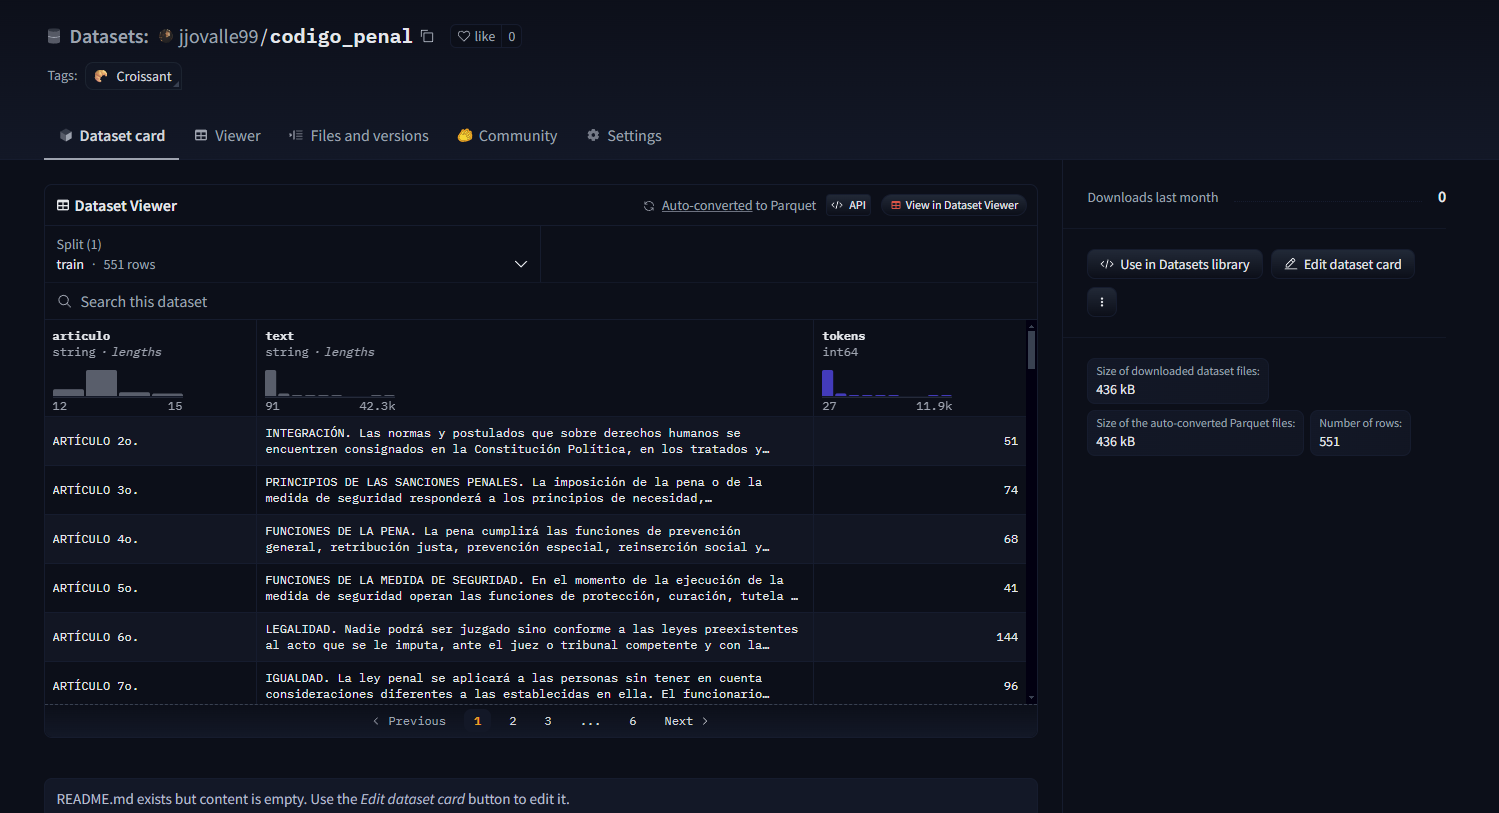 Datasets: jjovalle99/codigo_penal like 0
Tags: Croissant
Dataset card Viewer Files and versions Community Settings
Dataset Viewer Auto-converted to Parquet API View in Dataset Viewer
Split (1)
train · 551 rows
Search this dataset
articulo text tokens
string · lengths string · lengths int64
12 15 91 42.3k 27 11.9k
ARTÍCULO 2o. INTEGRACIÓN. Las normas y postulados que sobre derechos humanos se 51
encuentren consignados en la Constitución Política, en los tratados y…
ARTÍCULO 3o. PRINCIPIOS DE LAS SANCIONES PENALES. La imposición de la pena o de la 74
medida de seguridad responderá a los principios de necesidad,…
ARTÍCULO 4o. FUNCIONES DE LA PENA. La pena cumplirá las funciones de prevención 68
general, retribución justa, prevención especial, reinserción social y…
ARTÍCULO 5o. FUNCIONES DE LA MEDIDA DE SEGURIDAD. En el momento de la ejecución de la 41
medida de seguridad operan las funciones de protección, curación, tutela …
ARTÍCULO 6o. LEGALIDAD. Nadie podrá ser juzgado sino conforme a las leyes preexistentes 144
al acto que se le imputa, ante el juez o tribunal competente y con la…
ARTÍCULO 7o. IGUALDAD. La ley penal se aplicará a las personas sin tener en cuenta 96
consideraciones diferentes a las establecidas en ella. El funcionario…
< Previous 1 2 3 ... 6 Next >
README.md exists but content is empty. Use the Edit dataset card button to edit it.
Downloads last month 0
Use in Datasets library Edit dataset card
Size of downloaded dataset files:
436 kB
Size of the auto-converted Parquet files: Number of rows:
436 kB 551